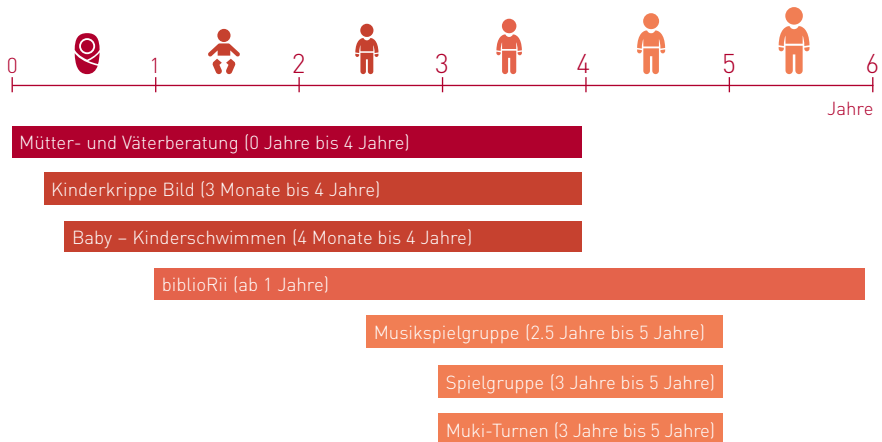 0 1 2 3 4 5 6
Jahre
Mütter- und Väterberatung (0 Jahre bis 4 Jahre)
Kinderkrippe Bild (3 Monate bis 4 Jahre)
Baby – Kinderschwimmen (4 Monate bis 4 Jahre)
biblioRii (ab 1 Jahre)
Musikspielgruppe (2.5 Jahre bis 5 Jahre)
Spielgruppe (3 Jahre bis 5 Jahre)
Muki-Turnen (3 Jahre bis 5 Jahre)